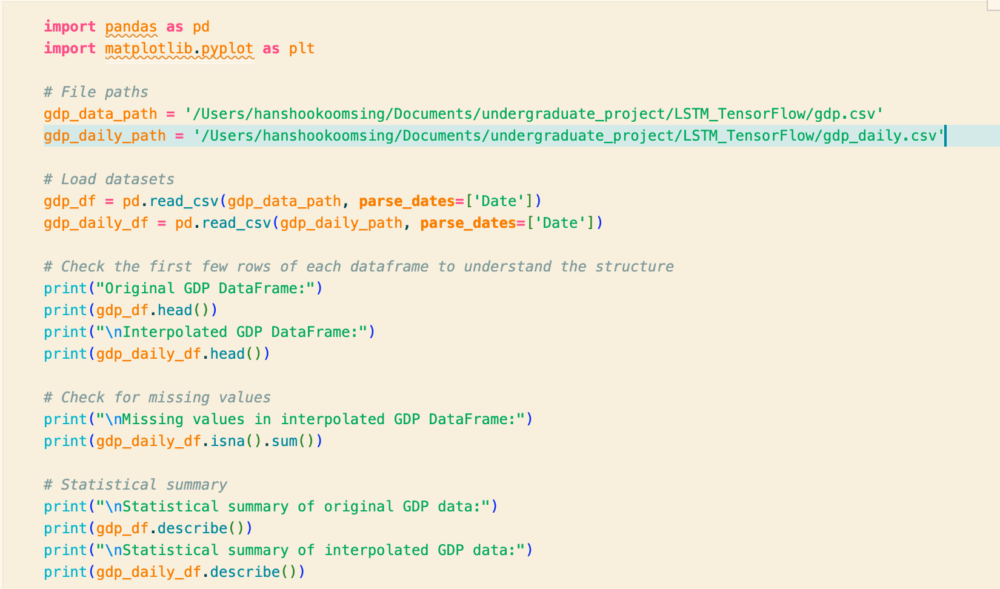 import pandas as pd
import matplotlib.pyplot as plt
# File paths
gdp_data_path = '/Users/hanshookoomsing/Documents/undergraduate_project/LSTM_TensorFlow/gdp.csv'
gdp_daily_path = '/Users/hanshookoomsing/Documents/undergraduate_project/LSTM_TensorFlow/gdp_daily.csv'
# Load datasets
gdp_df = pd.read_csv(gdp_data_path, parse_dates=['Date'])
gdp_daily_df = pd.read_csv(gdp_daily_path, parse_dates=['Date'])
# Check the first few rows of each dataframe to understand the structure
print("Original GDP DataFrame:")
print(gdp_df.head())
print("\nInterpolated GDP DataFrame:")
print(gdp_daily_df.head())
# Check for missing values
print("\nMissing values in interpolated GDP DataFrame:")
print(gdp_daily_df.isna().sum())
# Statistical summary
print("\nStatistical summary of original GDP data:")
print(gdp_df.describe())
print("\nStatistical summary of interpolated GDP data:")
print(gdp_daily_df.describe())